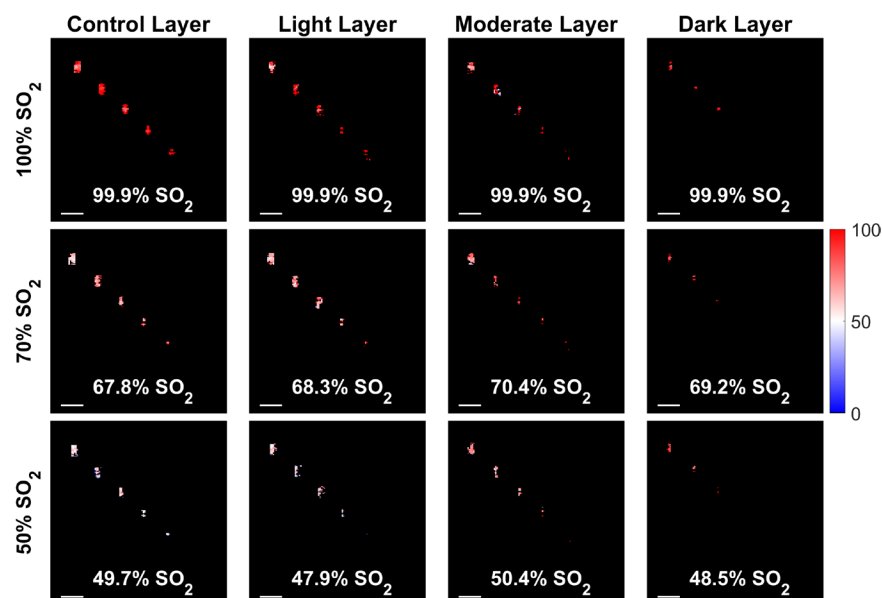 Control Layer Light Layer Moderate Layer Dark Layer
100% SO₂
99.9% SO₂ 99.9% SO₂ 99.9% SO₂ 99.9% SO₂
70% SO₂
67.8% SO₂ 68.3% SO₂ 70.4% SO₂ 69.2% SO₂
100
50
0
50% SO₂
49.7% SO₂ 47.9% SO₂ 50.4% SO₂ 48.5% SO₂